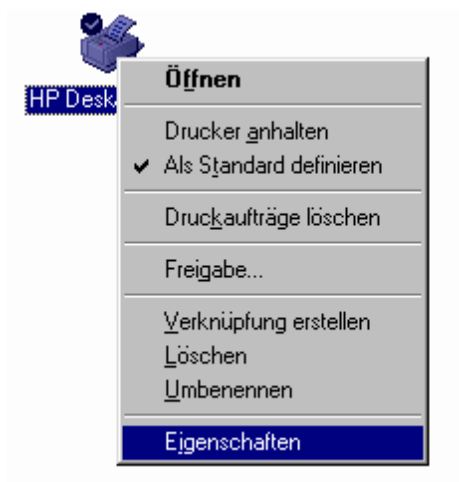 HP Desk
Öffnen
Drucker anhalten
Als Standard definieren
Druckaufträge löschen
Freigabe...
Verknüpfung erstellen
Löschen
Umbenennen
Eigenschaften